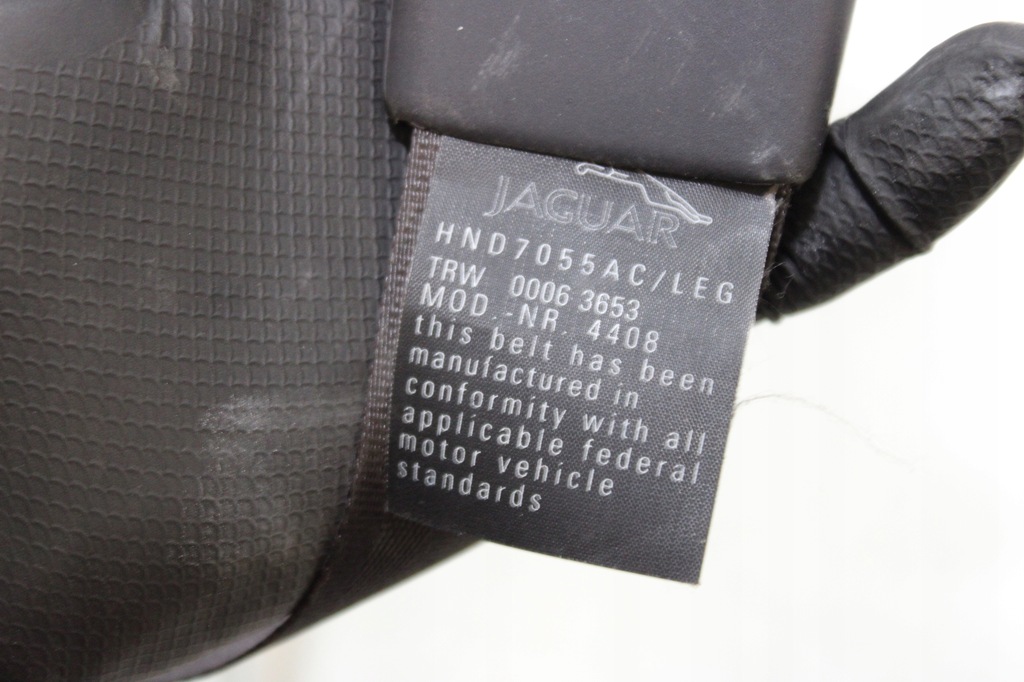 JAGUAR
HND7055AC/LEG
TRW 0006 3653
MOD.-NR. 4408
this belt has been
manufactured in
conformity with all
applicable federal
motor vehicle
standards